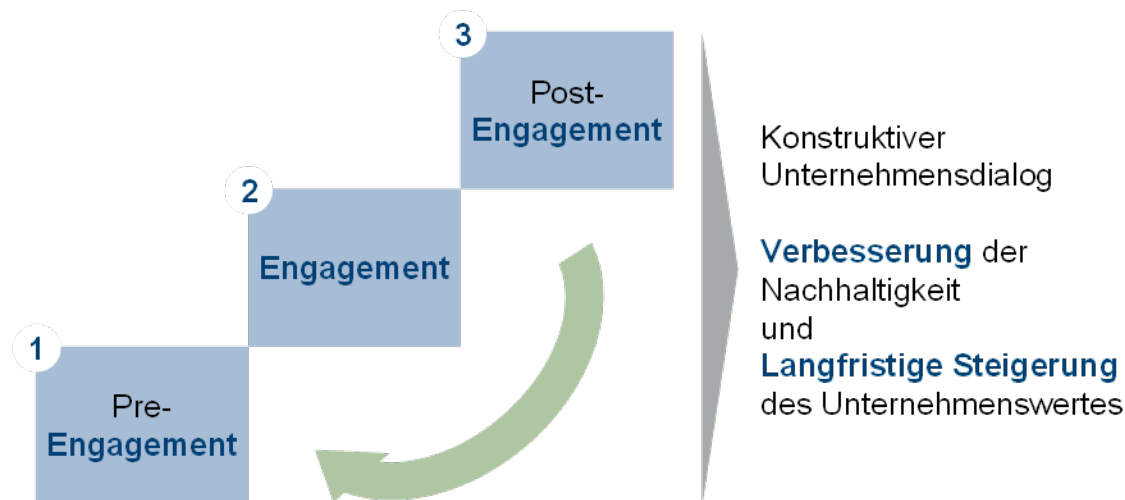 3
Post-
Engagement
2
Engagement
1
Pre-
Engagement
Konstruktiver
Unternehmensdialog
Verbesserung der
Nachhaltigkeit
und
Langfristige Steigerung
des Unternehmenswertes